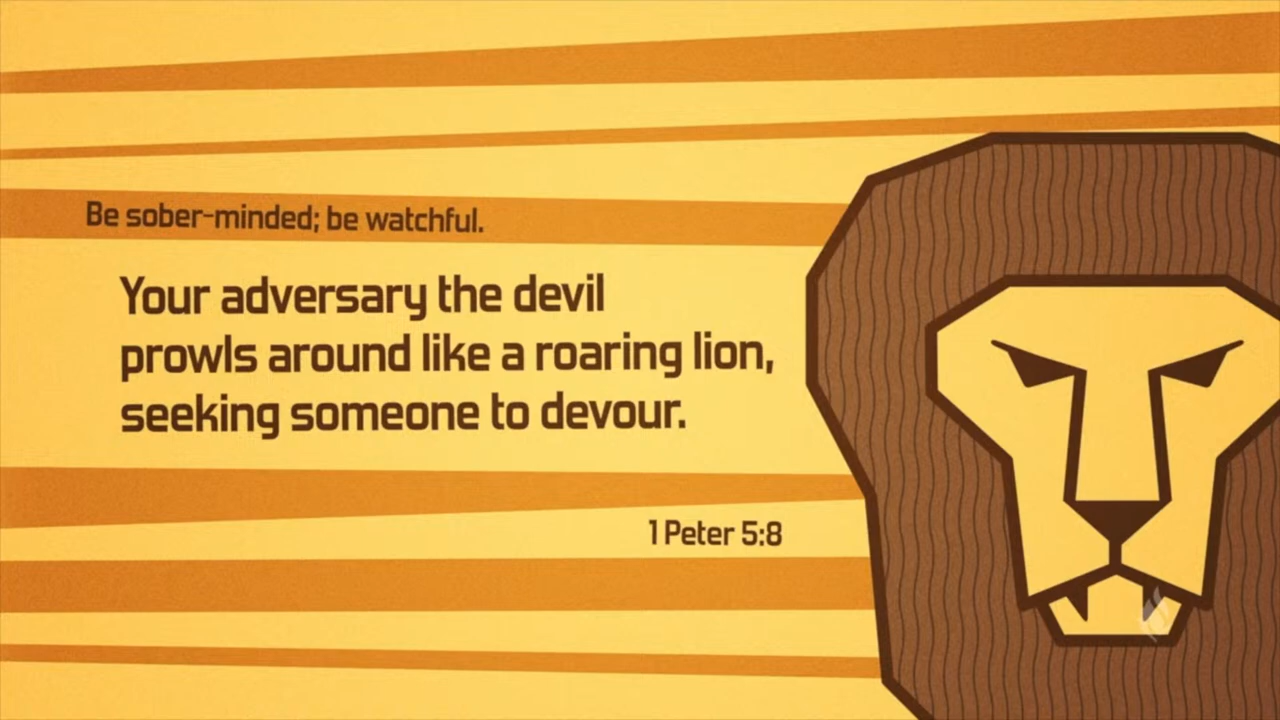 Be sober-minded; be watchful.
Your adversary the devil
prowls around like a roaring lion,
seeking someone to devour.
1 Peter 5:8